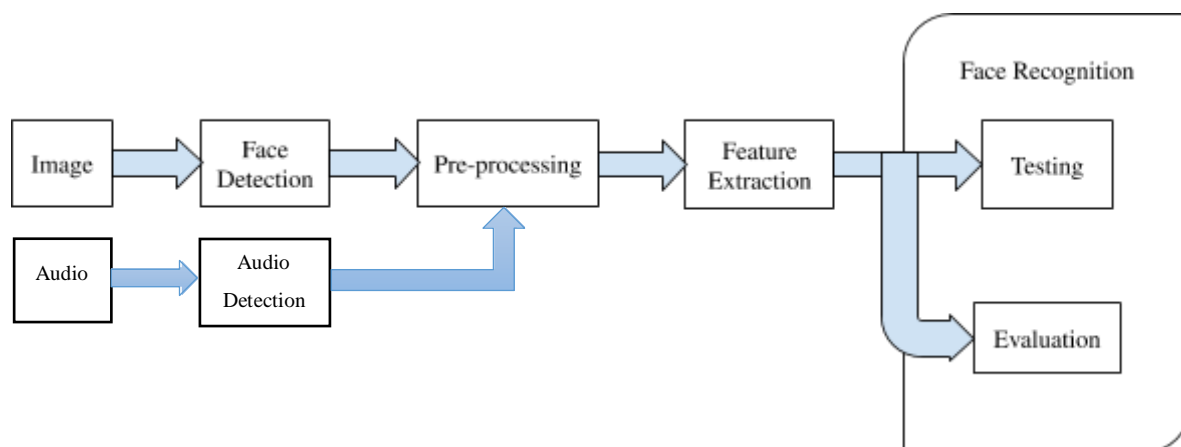 Face Recognition
Image
Face
Detection
Pre-processing
Feature
Extraction
Testing
Audio
Audio
Detection
Evaluation